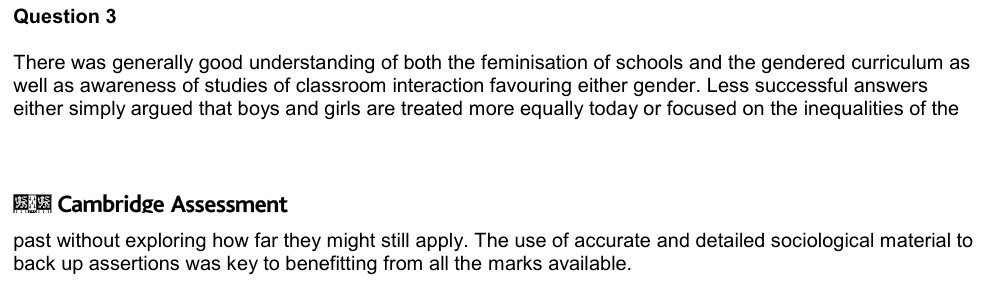 Question 3
There was generally good understanding of both the feminisation of schools and the gendered curriculum as
well as awareness of studies of classroom interaction favouring either gender. Less successful answers
either simply argued that boys and girls are treated more equally today or focused on the inequalities of the
Cambridge Assessment
past without exploring how far they might still apply. The use of accurate and detailed sociological material to
back up assertions was key to benefitting from all the marks available.